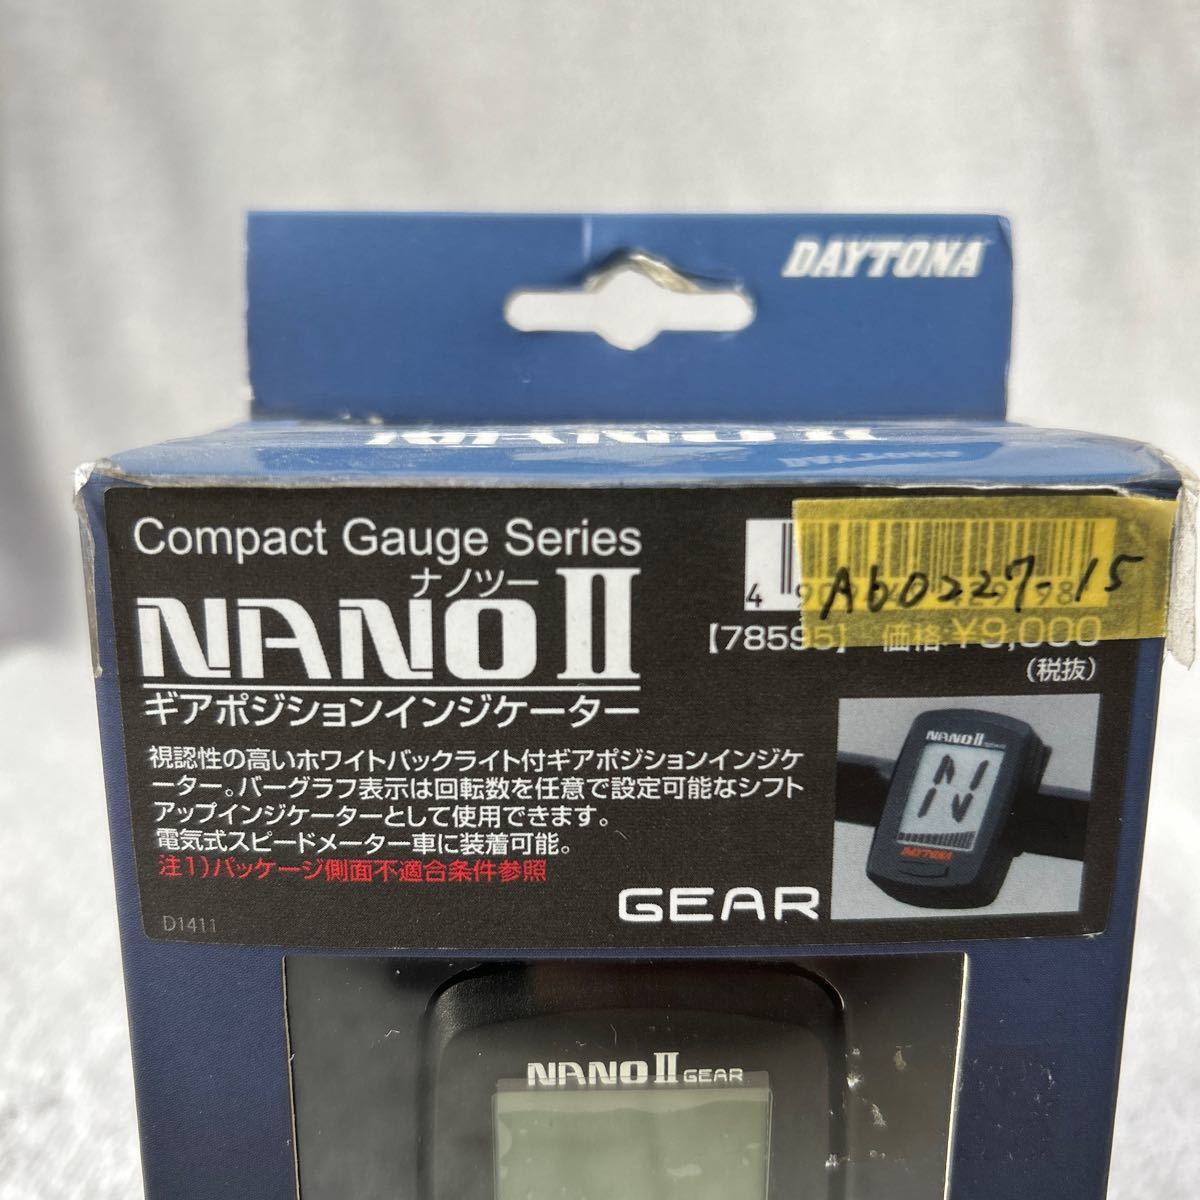 DAYTONA
NANO II
Compact Gauge Series
ナノツー
NANO II
ギアポジションインジケーター
A60227-15
【78595】 価格:¥9,000
(税抜)
視認性の高いホワイトバックライト付ギアポジションインジケ
ーター。バーグラフ表示は回転数を任意で設定可能なシフト
アップインジケーターとして使用できます。
電気式スピードメーター車に装着可能。
注1)パッケージ側面不適合条件参照
GEAR
D1411
NANO II
N
DAYTONA
NANO II GEAR